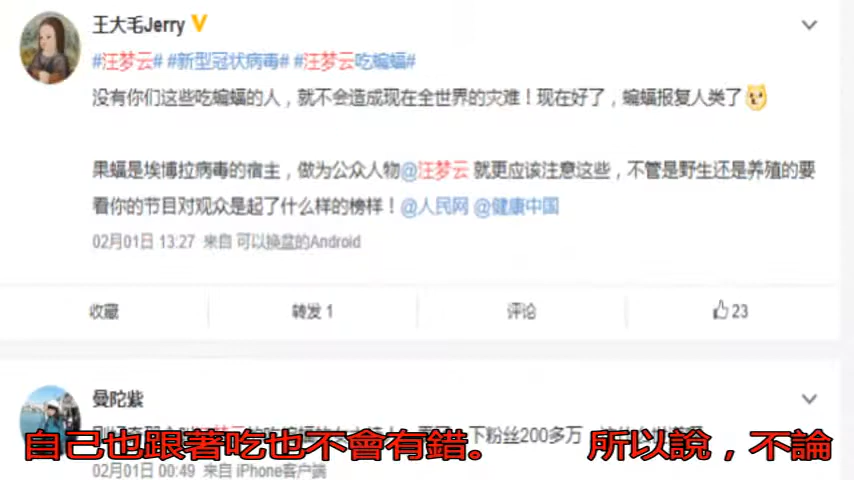 王大毛Jerry
#汪梦云# #新型冠状病毒# #汪梦云吃蝙蝠#
没有你们这些吃蝙蝠的人，就不会造成现在全世界的灾难！现在好了，蝙蝠报复人类了
果蝠是埃博拉病毒的宿主，做为公众人物@汪梦云 就更应该注意这些，不管是野生还是养殖的要
看你的节目对观众是起了什么样的榜样！@人民网 @健康中国
02月01日 13:27 来自 可以换盆的Android
收藏 转发 1 评论 23
曼陀紫
下粉丝200多万
自己也跟著吃也不會有錯。 所以說，不論
02月01日 00:49 来自 iPhone客户端